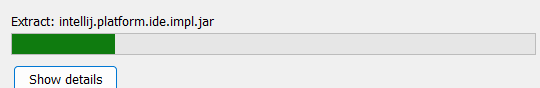 Extract: intellij.platform.ide.impl.jar
Show details